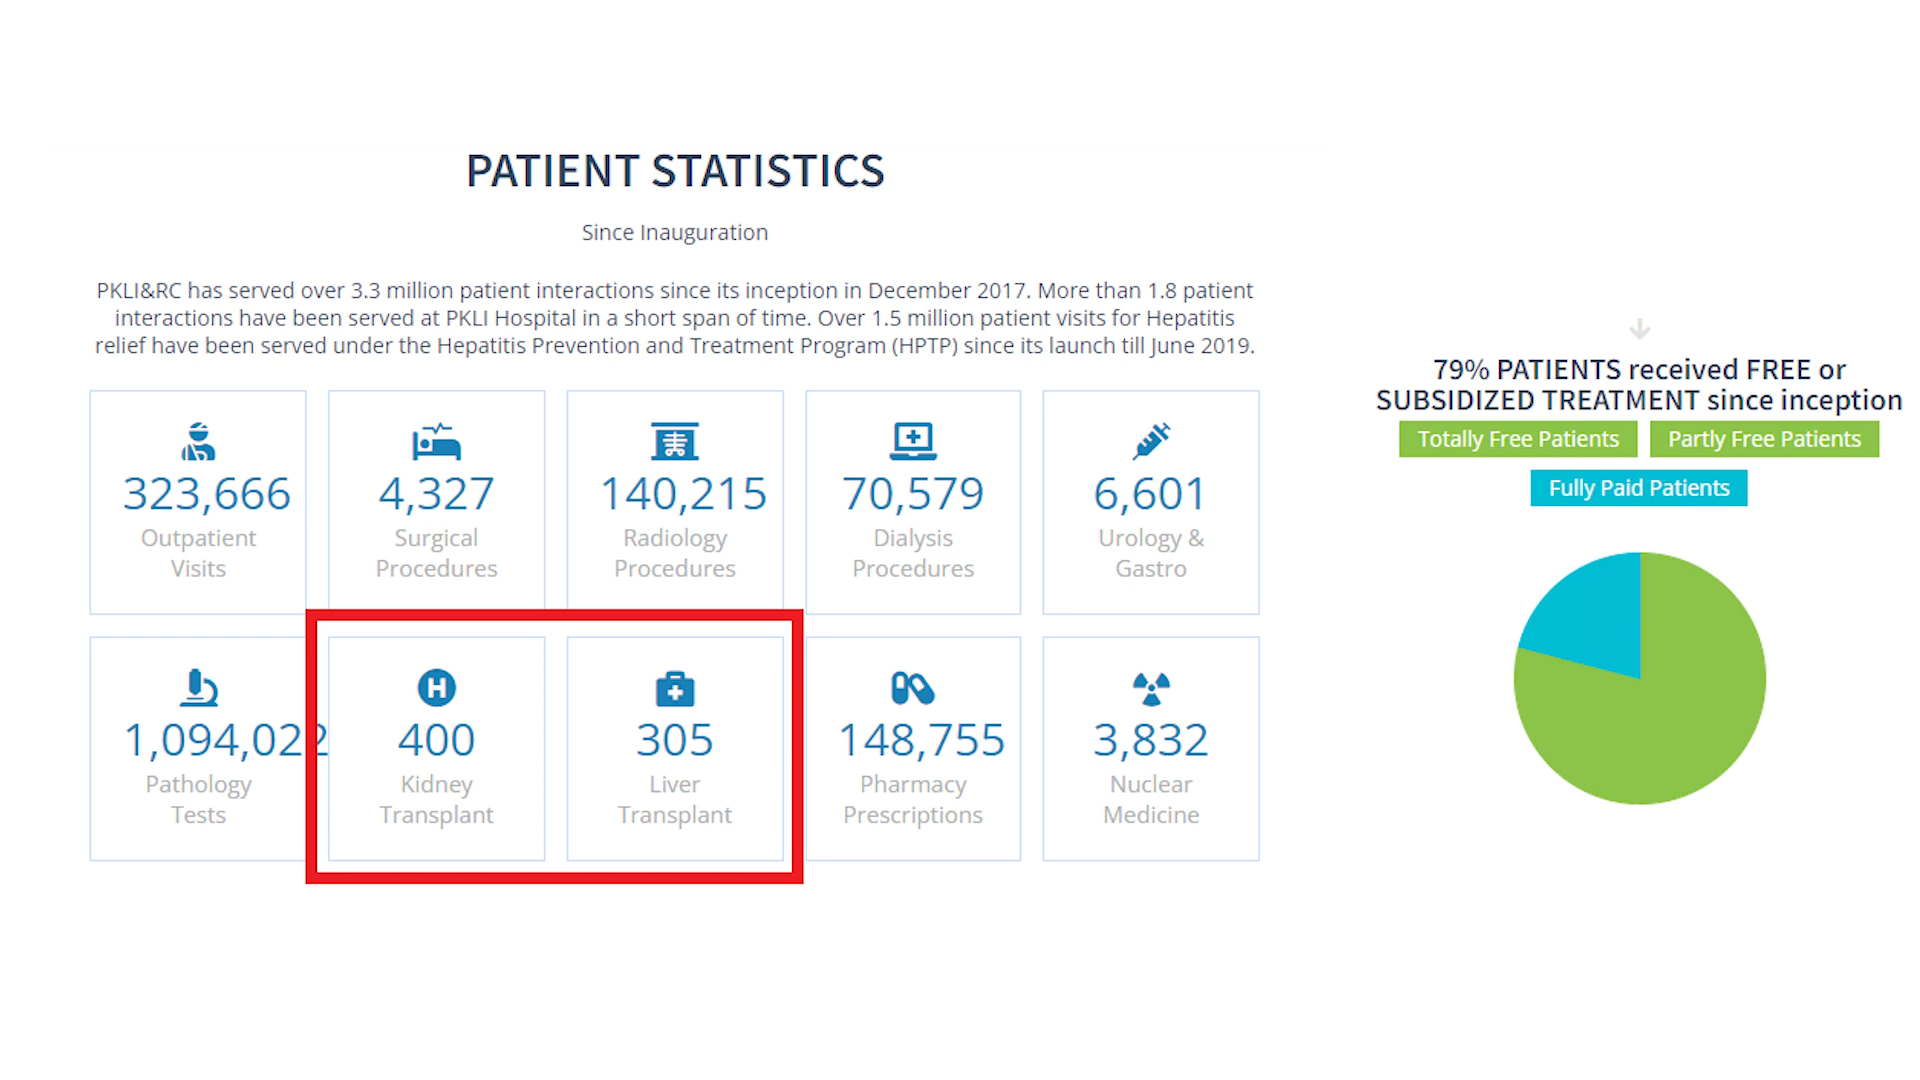 PATIENT STATISTICS
Since Inauguration
PKLI&RC has served over 3.3 million patient interactions since its inception in December 2017. More than 1.8 patient
interactions have been served at PKLI Hospital in a short span of time. Over 1.5 million patient visits for Hepatitis
relief have been served under the Hepatitis Prevention and Treatment Program (HPTP) since its launch till June 2019.
323,666
Outpatient
Visits
4,327
Surgical
Procedures
140,215
Radiology
Procedures
70,579
Dialysis
Procedures
6,601
Urology &
Gastro
1,094,022
Pathology
Tests
H
400
Kidney
Transplant
305
Liver
Transplant
148,755
Pharmacy
Prescriptions
3,832
Nuclear
Medicine
79% PATIENTS received FREE or
SUBSIDIZED TREATMENT since inception
Totally Free Patients
Partly Free Patients
Fully Paid Patients